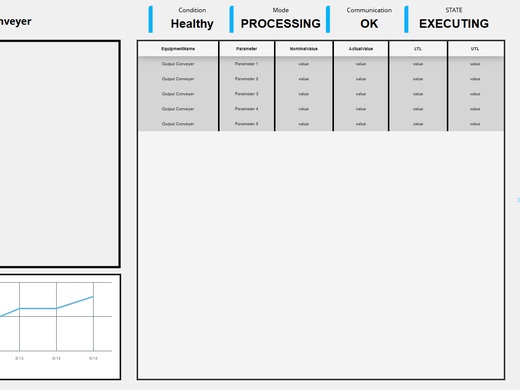 nveyer
Condition Mode Communication STATE
Healthy PROCESSING OK EXECUTING
EquipmentName Parameter NominalValue ActualValue LTL UTL
Output Conveyer Parameter 1 value value value value
Output Conveyer Parameter 2 value value value value
Output Conveyer Parameter 3 value value value value
Output Conveyer Parameter 4 value value value value
Output Conveyer Parameter 5 value value value value